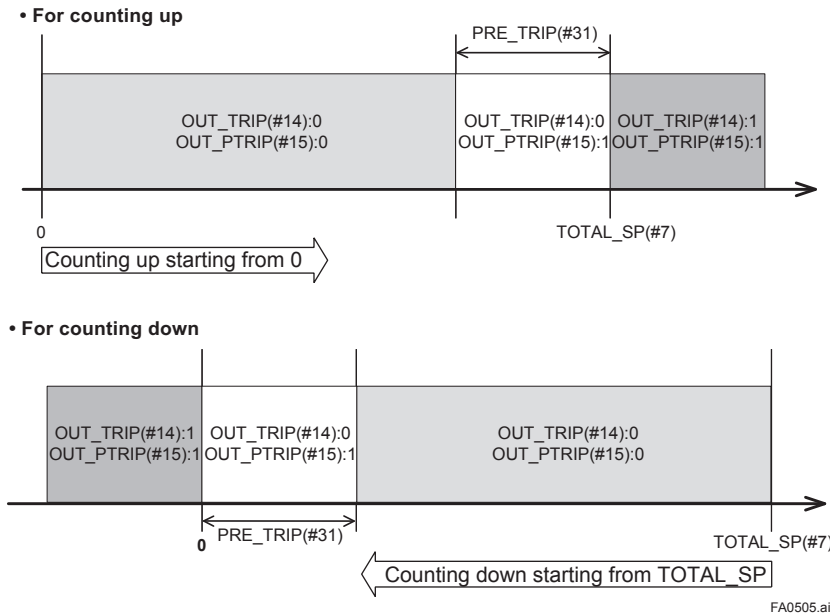 • For counting up
PRE_TRIP(#31)
OUT_TRIP(#14):0
OUT_PTRIP(#15):0
OUT_TRIP(#14):0
OUT_PTRIP(#15):1
OUT_TRIP(#14):1
OUT_PTRIP(#15):1
0
TOTAL_SP(#7)
Counting up starting from 0
• For counting down
OUT_TRIP(#14):1
OUT_PTRIP(#15):1
OUT_TRIP(#14):0
OUT_PTRIP(#15):1
OUT_TRIP(#14):0
OUT_PTRIP(#15):0
0
PRE_TRIP(#31)
TOTAL_SP(#7)
Counting down starting from TOTAL_SP
FA0505.ai